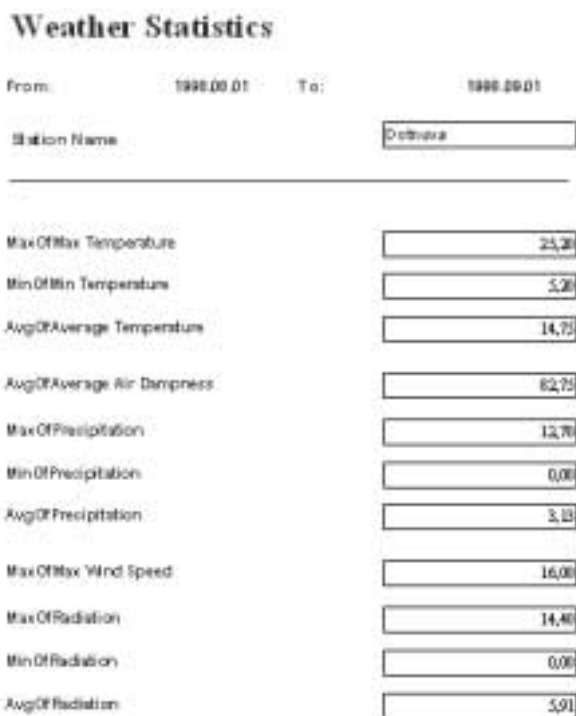 Weather Statistics
From: 1998.08.01 To: 1998.09.01
Station Name Dotnuva
MaxOfMax Temperature 25,20
MinOfMin Temperature 5,20
AvgOfAverage Temperature 14,75
AvgOfAverage Air Dampness 82,75
MaxOfPrecipitation 12,70
MinOfPrecipitation 0,00
AvgOfPrecipitation 3,13
MaxOfMax Wind Speed 16,00
MaxOfRadiation 14,40
MinOfRadiation 0,00
AvgOfRadiation 5,91